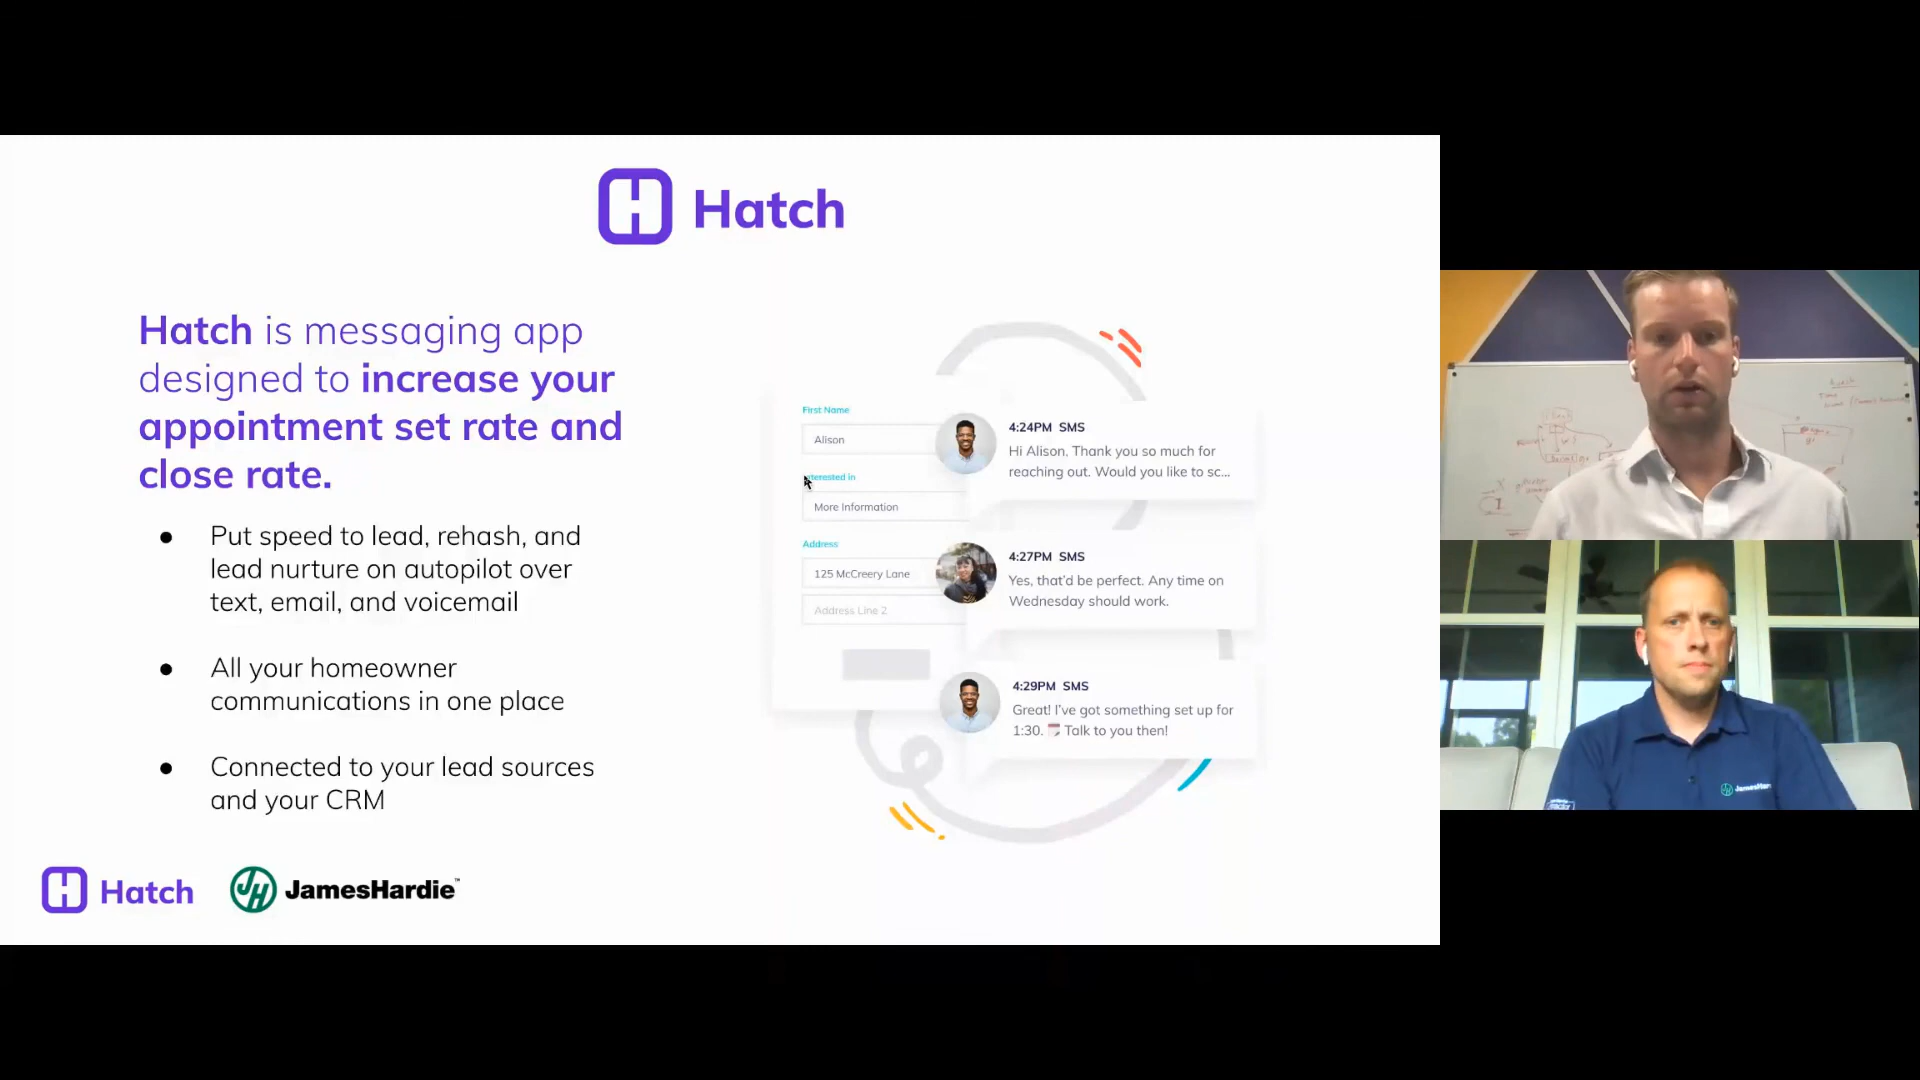 Hatch
Hatch is messaging app
designed to increase your
appointment set rate and
close rate.
● Put speed to lead, rehash, and
lead nurture on autopilot over
text, email, and voicemail
● All your homeowner
communications in one place
● Connected to your lead sources
and your CRM
First Name
Alison
Interested in
More Information
Address
125 McCreery Lane
Address Line 2
4:24PM SMS
Hi Alison, Thank you so much for
reaching out. Would you like to sc...
4:27PM SMS
Yes, that'd be perfect. Any time on
Wednesday should work.
4:29PM SMS
Great! I've got something set up for
1:30. Talk to you then!
Hatch
JH JamesHardie™